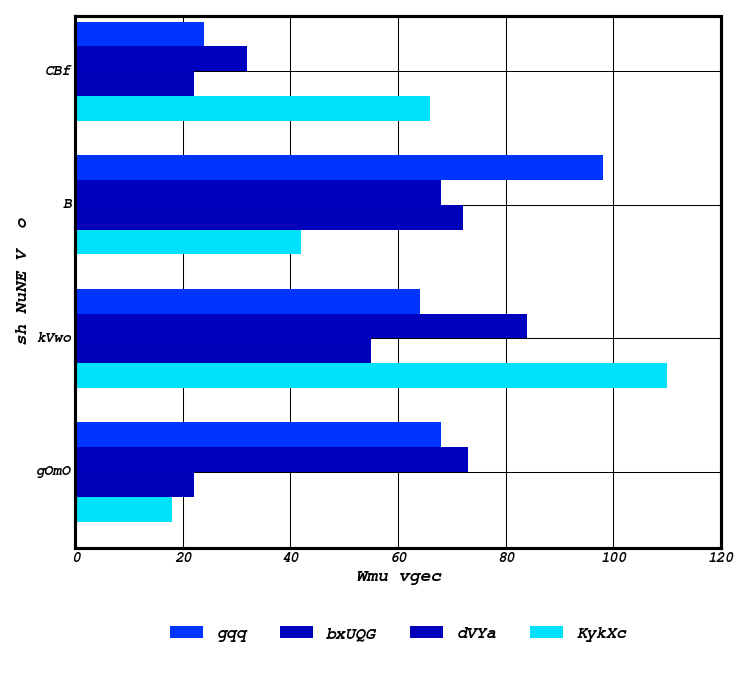 CBf
B
kVwo
gOmO
sh NuNE V o
0 20 40 60 80 100 120
Wmu vgec
gqq bxUQG dVYa KykXc